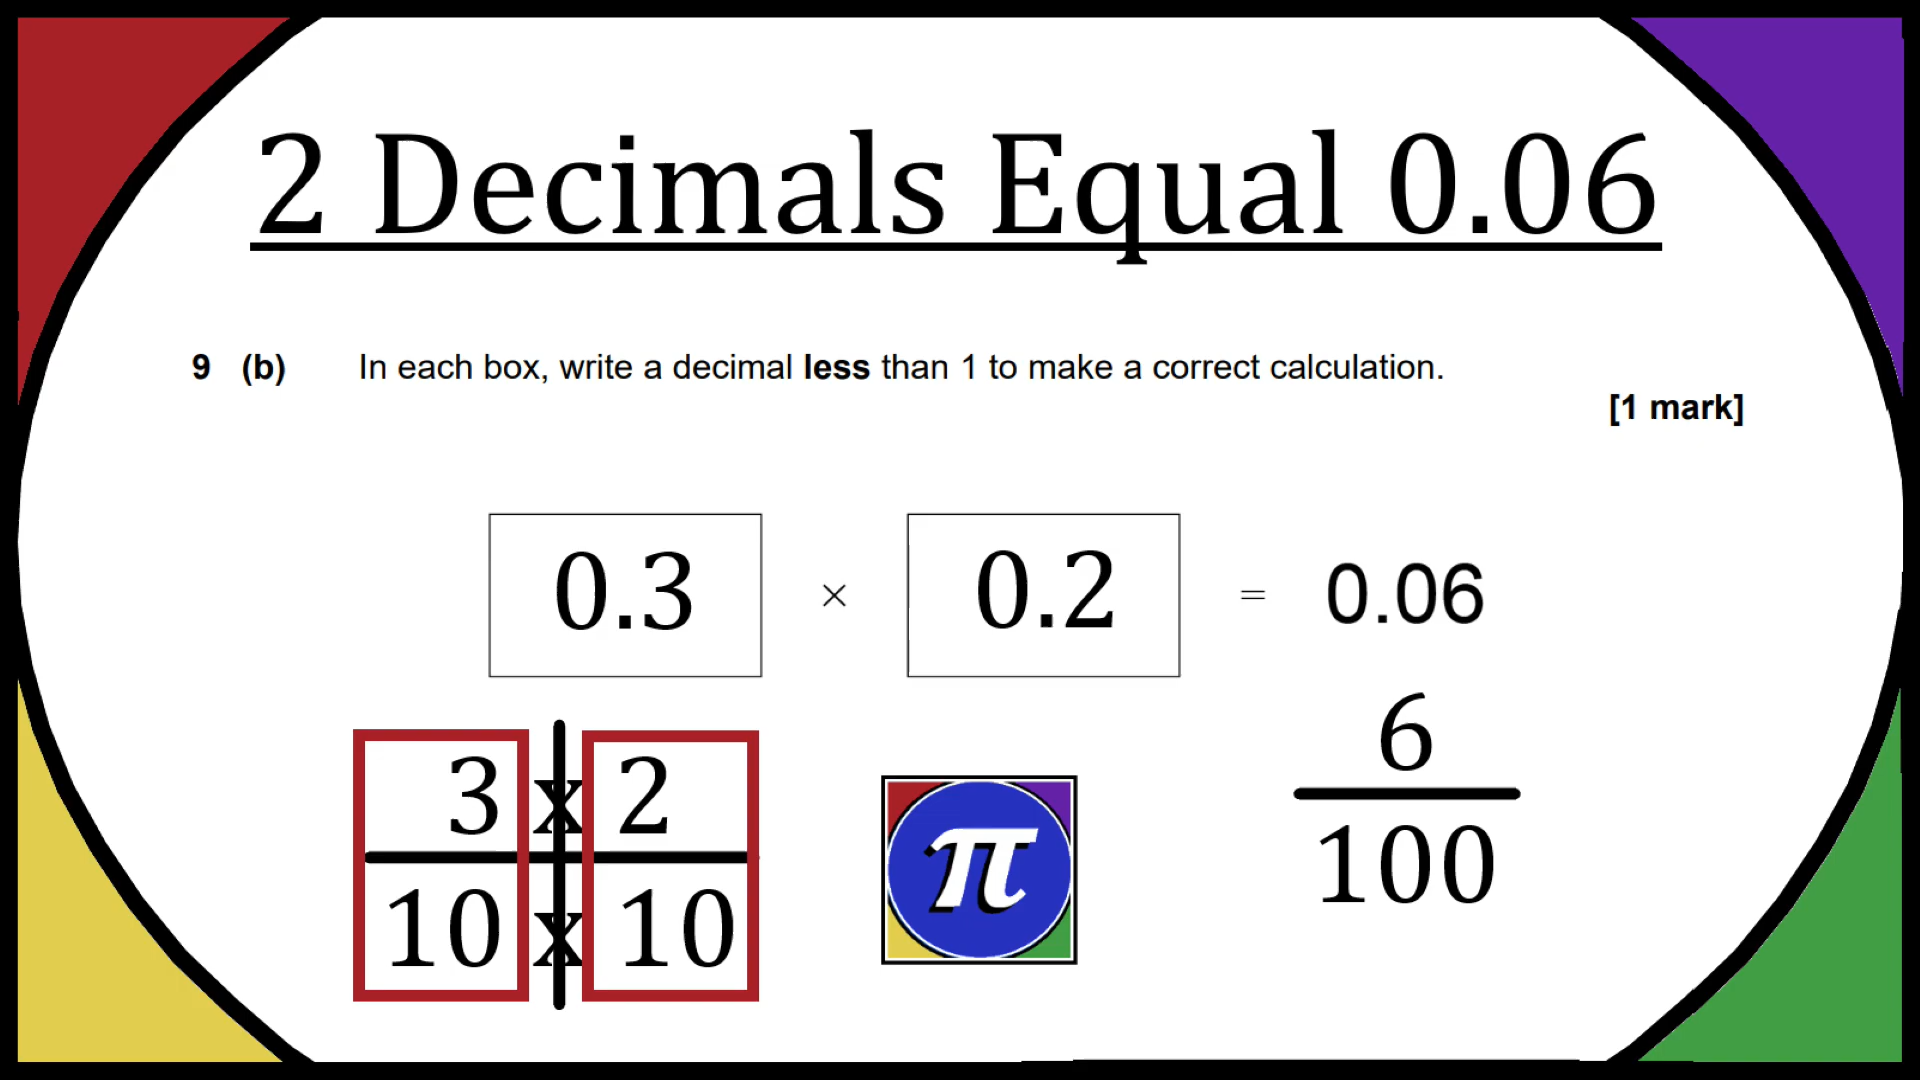 2 Decimals Equal 0.06
9 (b) In each box, write a decimal less than 1 to make a correct calculation.
[1 mark]
0.3 × 0.2 = 0.06
3 x 2
10 x 10
π
6
100